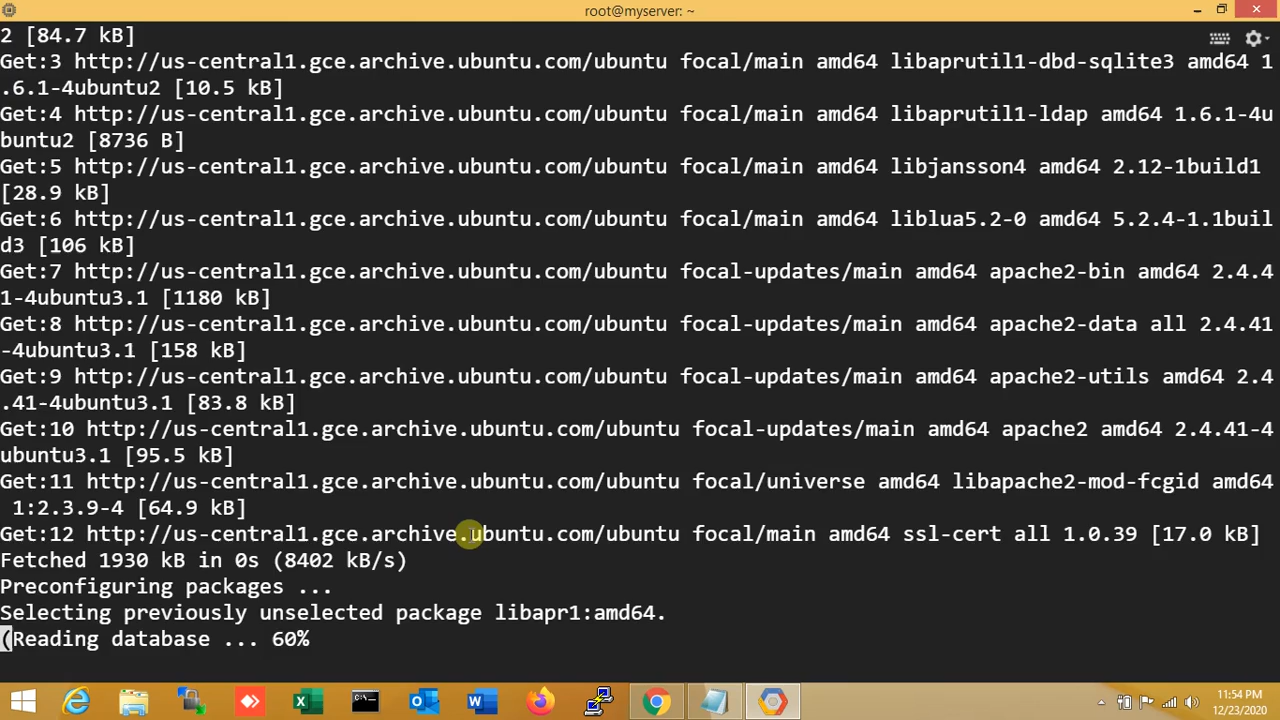 root@myserver: ~
2 [84.7 kB]
Get:3 http://us-central1.gce.archive.ubuntu.com/ubuntu focal/main amd64 libaprutil1-dbd-sqlite3 amd64 1
.6.1-4ubuntu2 [10.5 kB]
Get:4 http://us-central1.gce.archive.ubuntu.com/ubuntu focal/main amd64 libaprutil1-ldap amd64 1.6.1-4u
buntu2 [8736 B]
Get:5 http://us-central1.gce.archive.ubuntu.com/ubuntu focal/main amd64 libjansson4 amd64 2.12-1build1
[28.9 kB]
Get:6 http://us-central1.gce.archive.ubuntu.com/ubuntu focal/main amd64 liblua5.2-0 amd64 5.2.4-1.1buil
d3 [106 kB]
Get:7 http://us-central1.gce.archive.ubuntu.com/ubuntu focal-updates/main amd64 apache2-bin amd64 2.4.4
1-4ubuntu3.1 [1180 kB]
Get:8 http://us-central1.gce.archive.ubuntu.com/ubuntu focal-updates/main amd64 apache2-data all 2.4.41
-4ubuntu3.1 [158 kB]
Get:9 http://us-central1.gce.archive.ubuntu.com/ubuntu focal-updates/main amd64 apache2-utils amd64 2.4
.41-4ubuntu3.1 [83.8 kB]
Get:10 http://us-central1.gce.archive.ubuntu.com/ubuntu focal-updates/main amd64 apache2 amd64 2.4.41-4
ubuntu3.1 [95.5 kB]
Get:11 http://us-central1.gce.archive.ubuntu.com/ubuntu focal/universe amd64 libapache2-mod-fcgid amd64
1:2.3.9-4 [64.9 kB]
Get:12 http://us-central1.gce.archive.ubuntu.com/ubuntu focal/main amd64 ssl-cert all 1.0.39 [17.0 kB]
Fetched 1930 kB in 0s (8402 kB/s)
Preconfiguring packages ...
Selecting previously unselected package libapr1:amd64.
(Reading database ... 60%
11:54 PM
12/23/2020